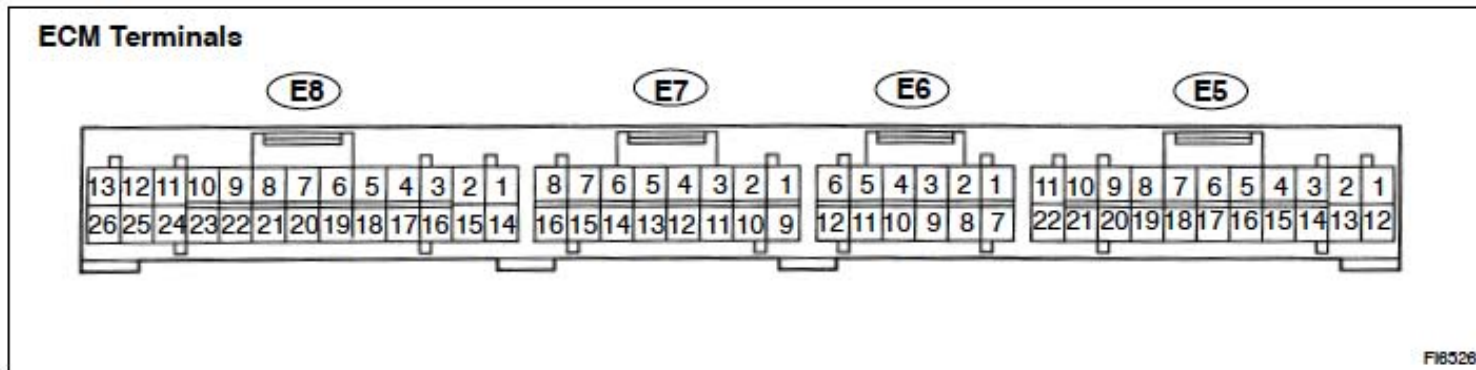 ECM Terminals
E8 E7 E6 E5
13 12 11 10 9 8 7 6 5 4 3 2 1 8 7 6 5 4 3 2 1 6 5 4 3 2 1 11 10 9 8 7 6 5 4 3 2 1
26 25 24 23 22 21 20 19 18 17 16 15 14 16 15 14 13 12 11 10 9 12 11 10 9 8 7 22 21 20 19 18 17 16 15 14 13 12
FI6526